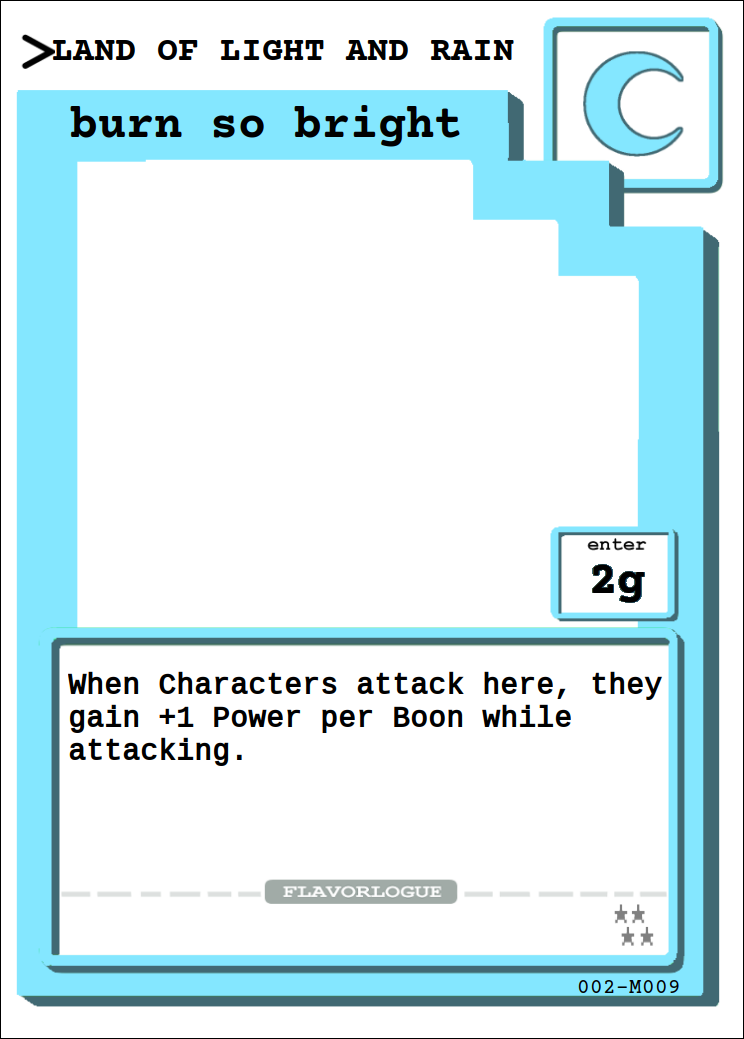 >LAND OF LIGHT AND RAIN
burn so bright
enter
2g
When Characters attack here, they
gain +1 Power per Boon while
attacking.
FLAVORLOGUE
002-M009